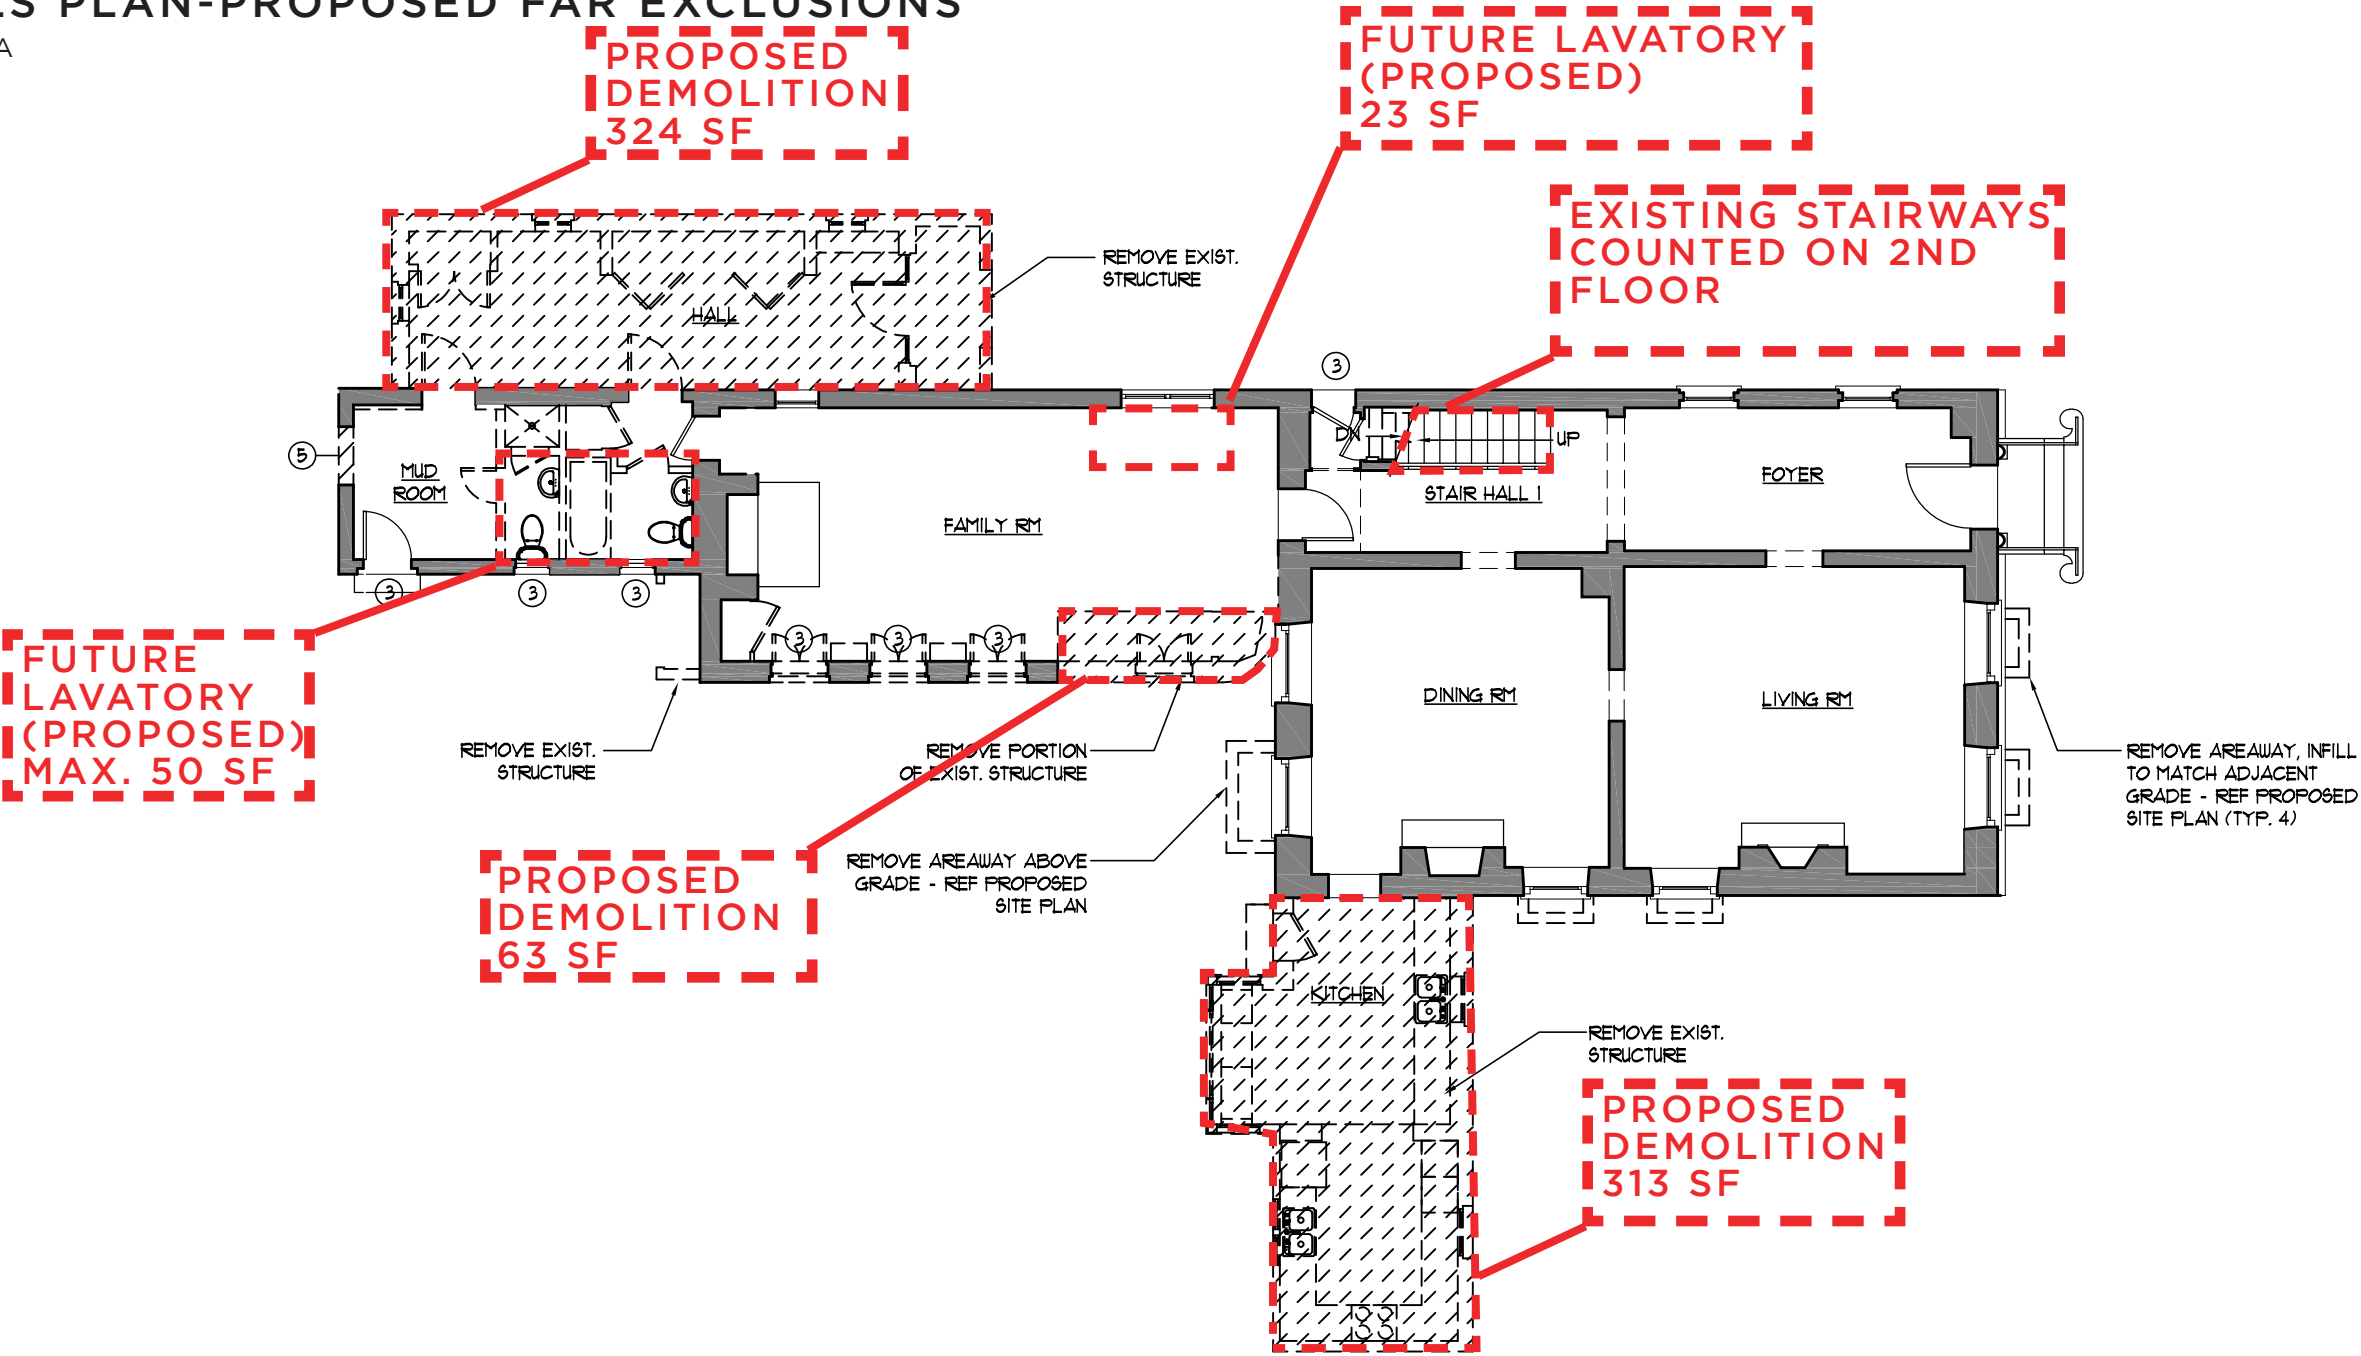 PLAN-PROPOSED FAR EXCLUSIONS
A
PROPOSED
DEMOLITION
324 SF
FUTURE LAVATORY
(PROPOSED)
23 SF
EXISTING STAIRWAYS
COUNTED ON 2ND
FLOOR
REMOVE EXIST.
STRUCTURE
HALL
3
5
MUD
ROOM
FAMILY RM
DN
UP
STAIR HALL 1
FOYER
3
3
3
3
3
3
FUTURE
LAVATORY
(PROPOSED)
MAX. 50 SF
REMOVE EXIST.
STRUCTURE
REMOVE PORTION
OF EXIST. STRUCTURE
DINING RM
LIVING RM
REMOVE AREAWAY, INFILL
TO MATCH ADJACENT
GRADE - REF PROPOSED
SITE PLAN (TYP. 4)
PROPOSED
DEMOLITION
63 SF
REMOVE AREAWAY ABOVE
GRADE - REF PROPOSED
SITE PLAN
KITCHEN
REMOVE EXIST.
STRUCTURE
PROPOSED
DEMOLITION
313 SF